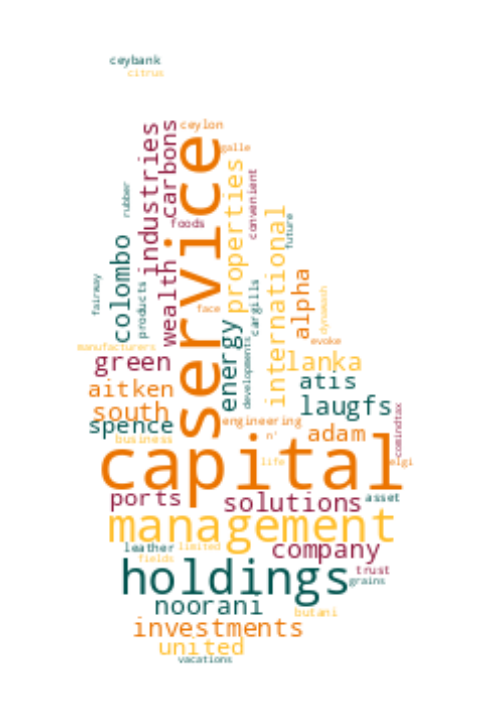 ceybank
citrus
ceylon
galle
industries
carbons
service
properties
convenient
rubber
foods
international
future
colombo
wealth
products
fairway
face
energy
cargills
alpha
dynawash
developments
evoke
manufacturers
green
lanka
atis
aitken
laugfs
south
spence
engineering
adam
comindtax
business
n'
capital
life
elgi
ports
solutions
asset
management
leather
limited
company
fields
holdings
trust
grains
noorani
butani
investments
united
vacations